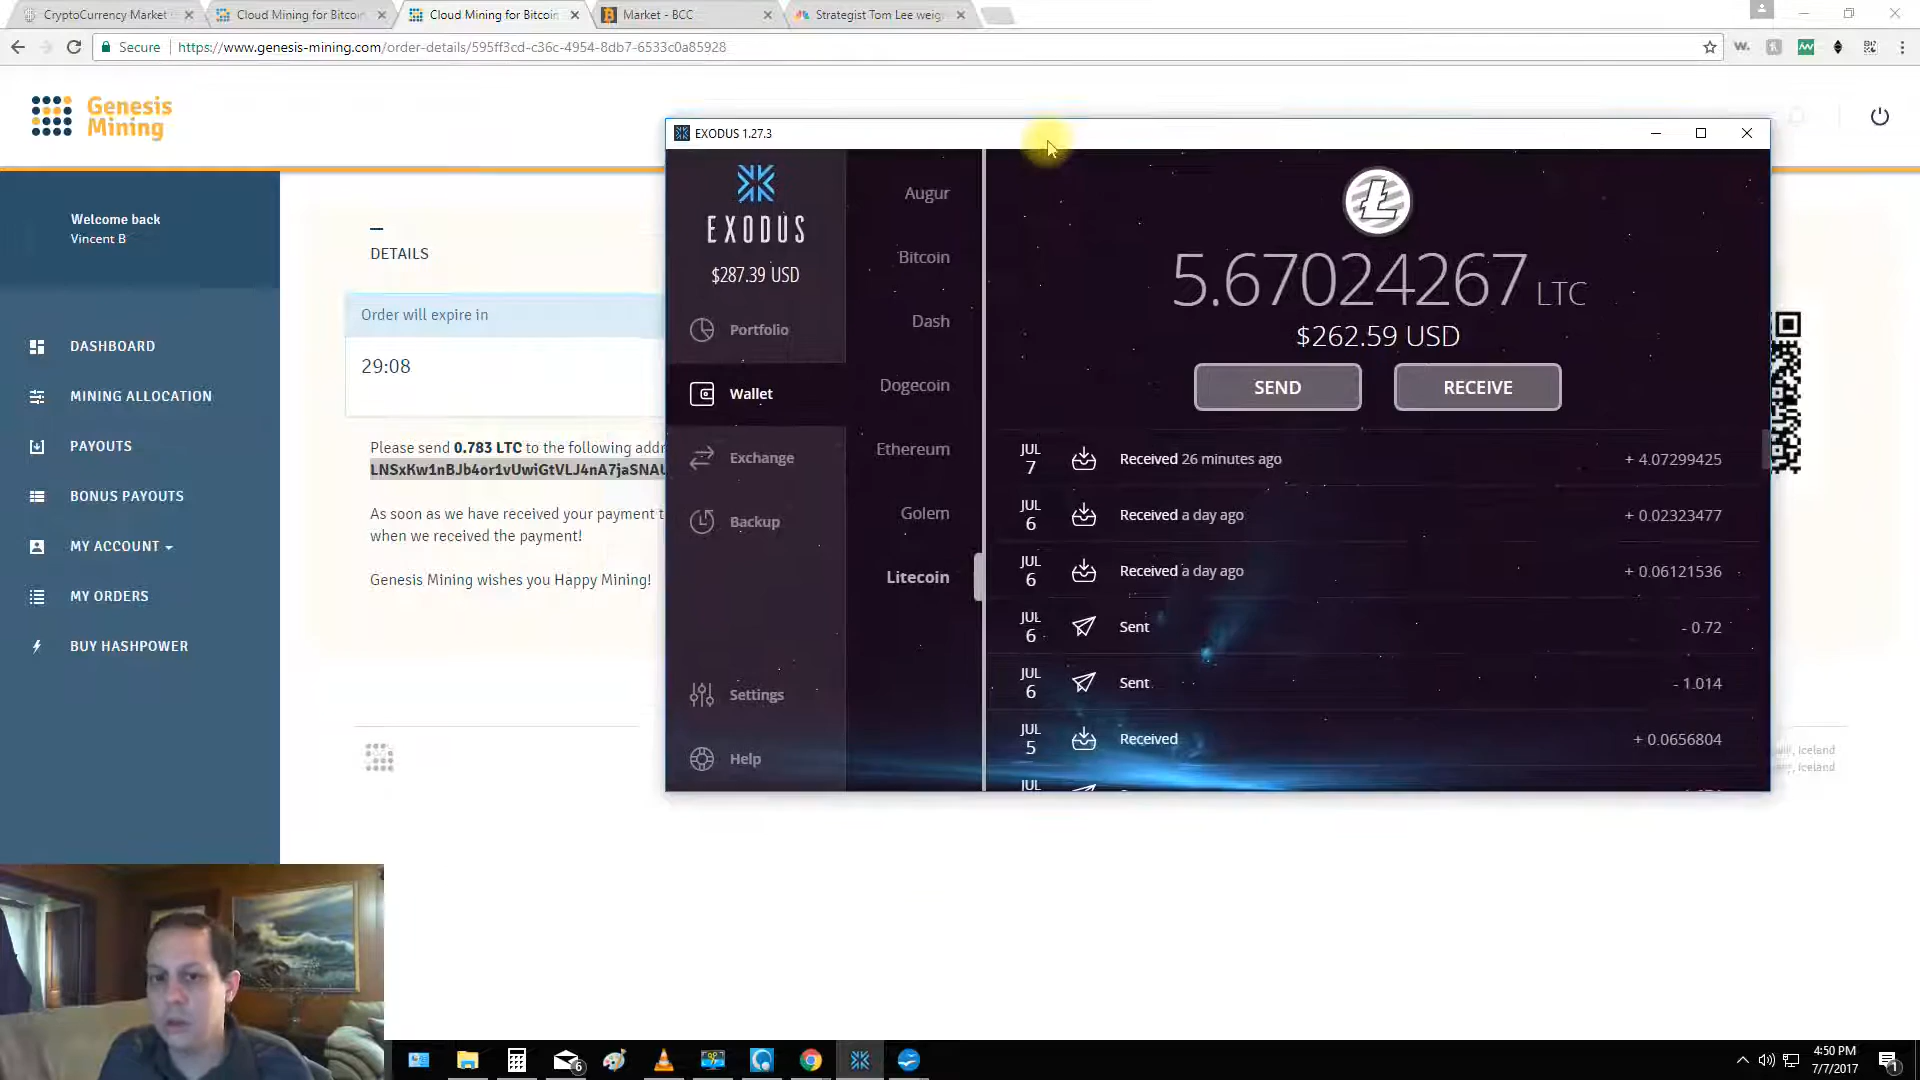 CryptoCurrency Market
Cloud Mining for Bitcoin
Cloud Mining for Bitcoin
Market - BCC
Strategist Tom Lee weig
Secure
https://www.genesis-mining.com/order-details/595ff3cd-c36c-4954-8db7-6533c0a85928
Genesis
Mining
Welcome back
Vincent B
DASHBOARD
MINING ALLOCATION
PAYOUTS
BONUS PAYOUTS
MY ACCOUNT
MY ORDERS
BUY HASHPOWER
DETAILS
Order will expire in
29:08
Please send 0.783 LTC to the following addr
LNSxKw1nBJb4or1vUwiGtVLJ4nA7jaSNAU
As soon as we have received your payment t
when we received the payment!
Genesis Mining wishes you Happy Mining!
EXODUS 1.27.3
EXODUS
$287.39 USD
Portfolio
Wallet
Exchange
Backup
Settings
Help
Augur
Bitcoin
Dash
Dogecoin
Ethereum
Golem
Litecoin
5.67024267 LTC
$262.59 USD
SEND
RECEIVE
JUL 7 Received 26 minutes ago + 4.07299425
JUL 6 Received a day ago + 0.02323477
JUL 6 Received a day ago + 0.06121536
JUL 6 Sent - 0.72
JUL 6 Sent - 1.014
JUL 5 Received + 0.0656804
JUL
Iceland
Iceland
6
4:50 PM
7/7/2017
1